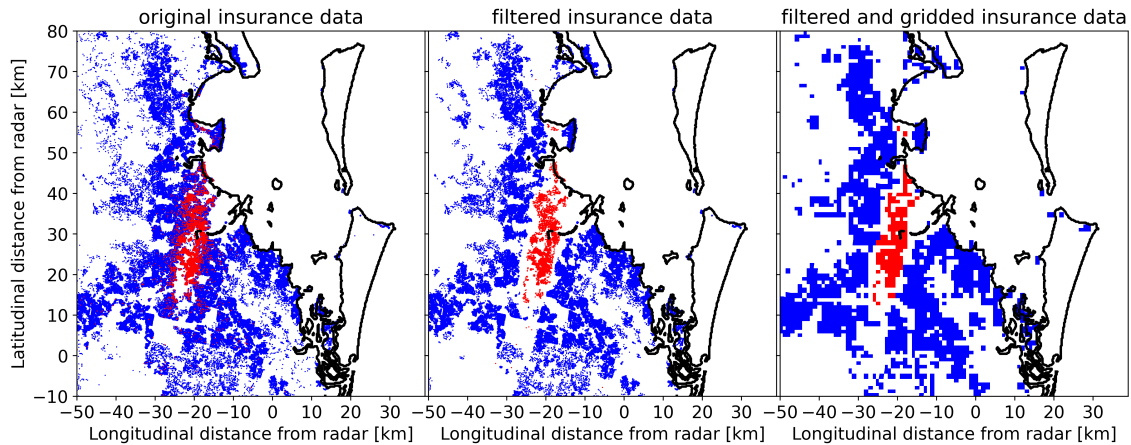 original insurance data filtered insurance data filtered and gridded insurance data
80
70
60
50
40
30
20
10
0
−10
Latitudinal distance from radar [km]
−50 −40 −30 −20 −10 0 10 20 30 −50 −40 −30 −20 −10 0 10 20 30 −50 −40 −30 −20 −10 0 10 20 30
Longitudinal distance from radar [km] Longitudinal distance from radar [km] Longitudinal distance from radar [km]